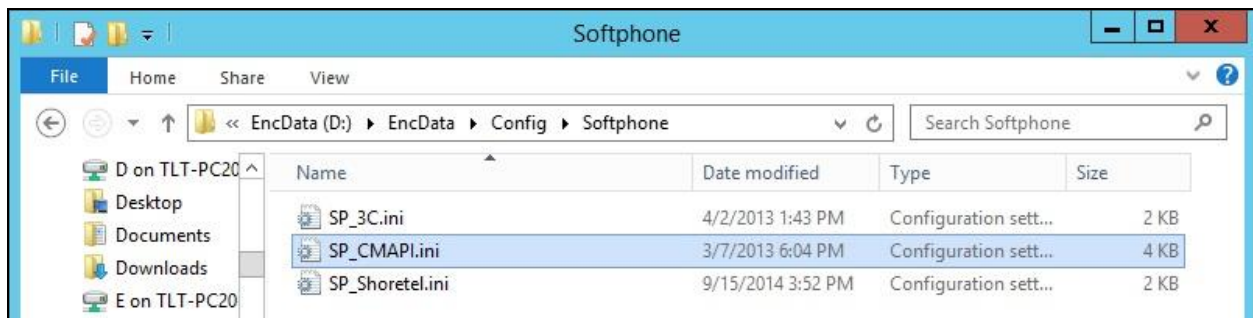 Softphone
File Home Share View
« EncData (D:) EncData Config Softphone Search Softphone
D on TLT-PC20 Name Date modified Type Size
Desktop SP_3C.ini 4/2/2013 1:43 PM Configuration sett... 2 KB
Documents SP_CMAPI.ini 3/7/2013 6:04 PM Configuration sett... 4 KB
Downloads SP_Shoretel.ini 9/15/2014 3:52 PM Configuration sett... 2 KB
E on TLT-PC20